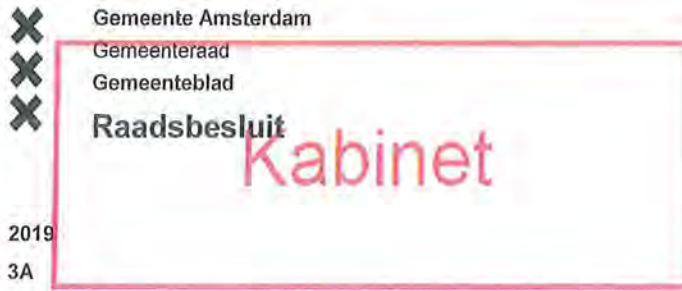 Gemeente Amsterdam
Gemeenteraad
Gemeenteblad
Raadsbesluit
Kabinet
2019
3A